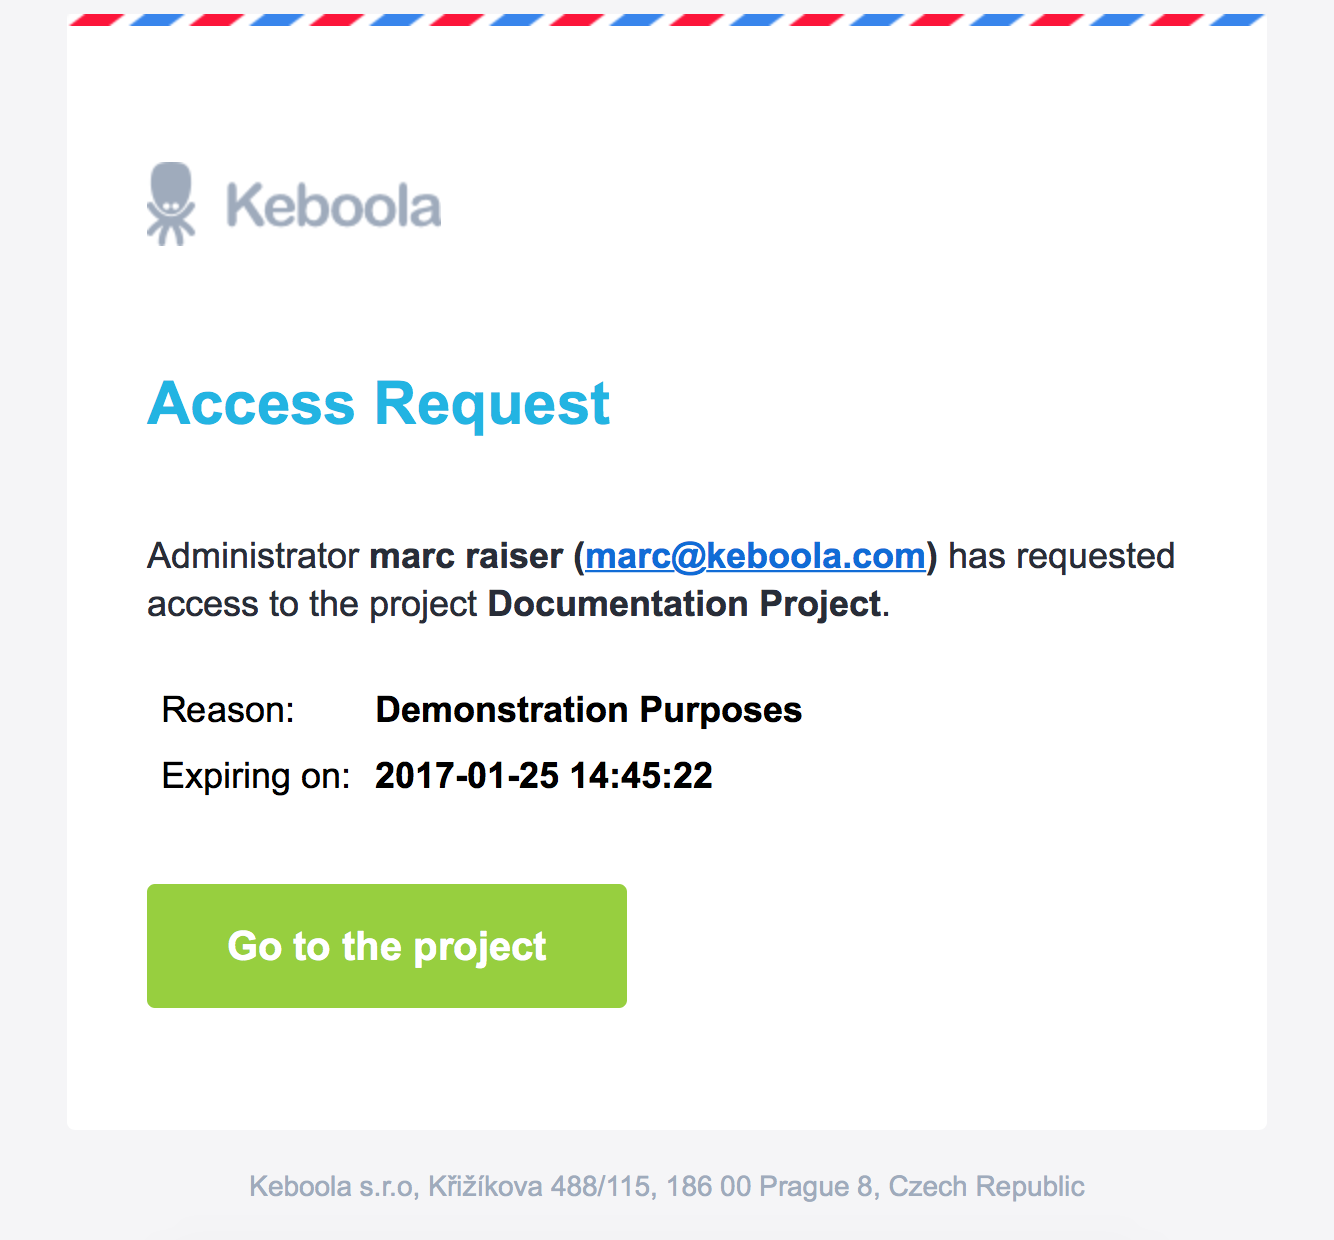 Keboola
Access Request
Administrator marc raiser (marc@keboola.com) has requested
access to the project Documentation Project.
Reason: Demonstration Purposes
Expiring on: 2017-01-25 14:45:22
Go to the project
Keboola s.r.o, Křižíkova 488/115, 186 00 Prague 8, Czech Republic